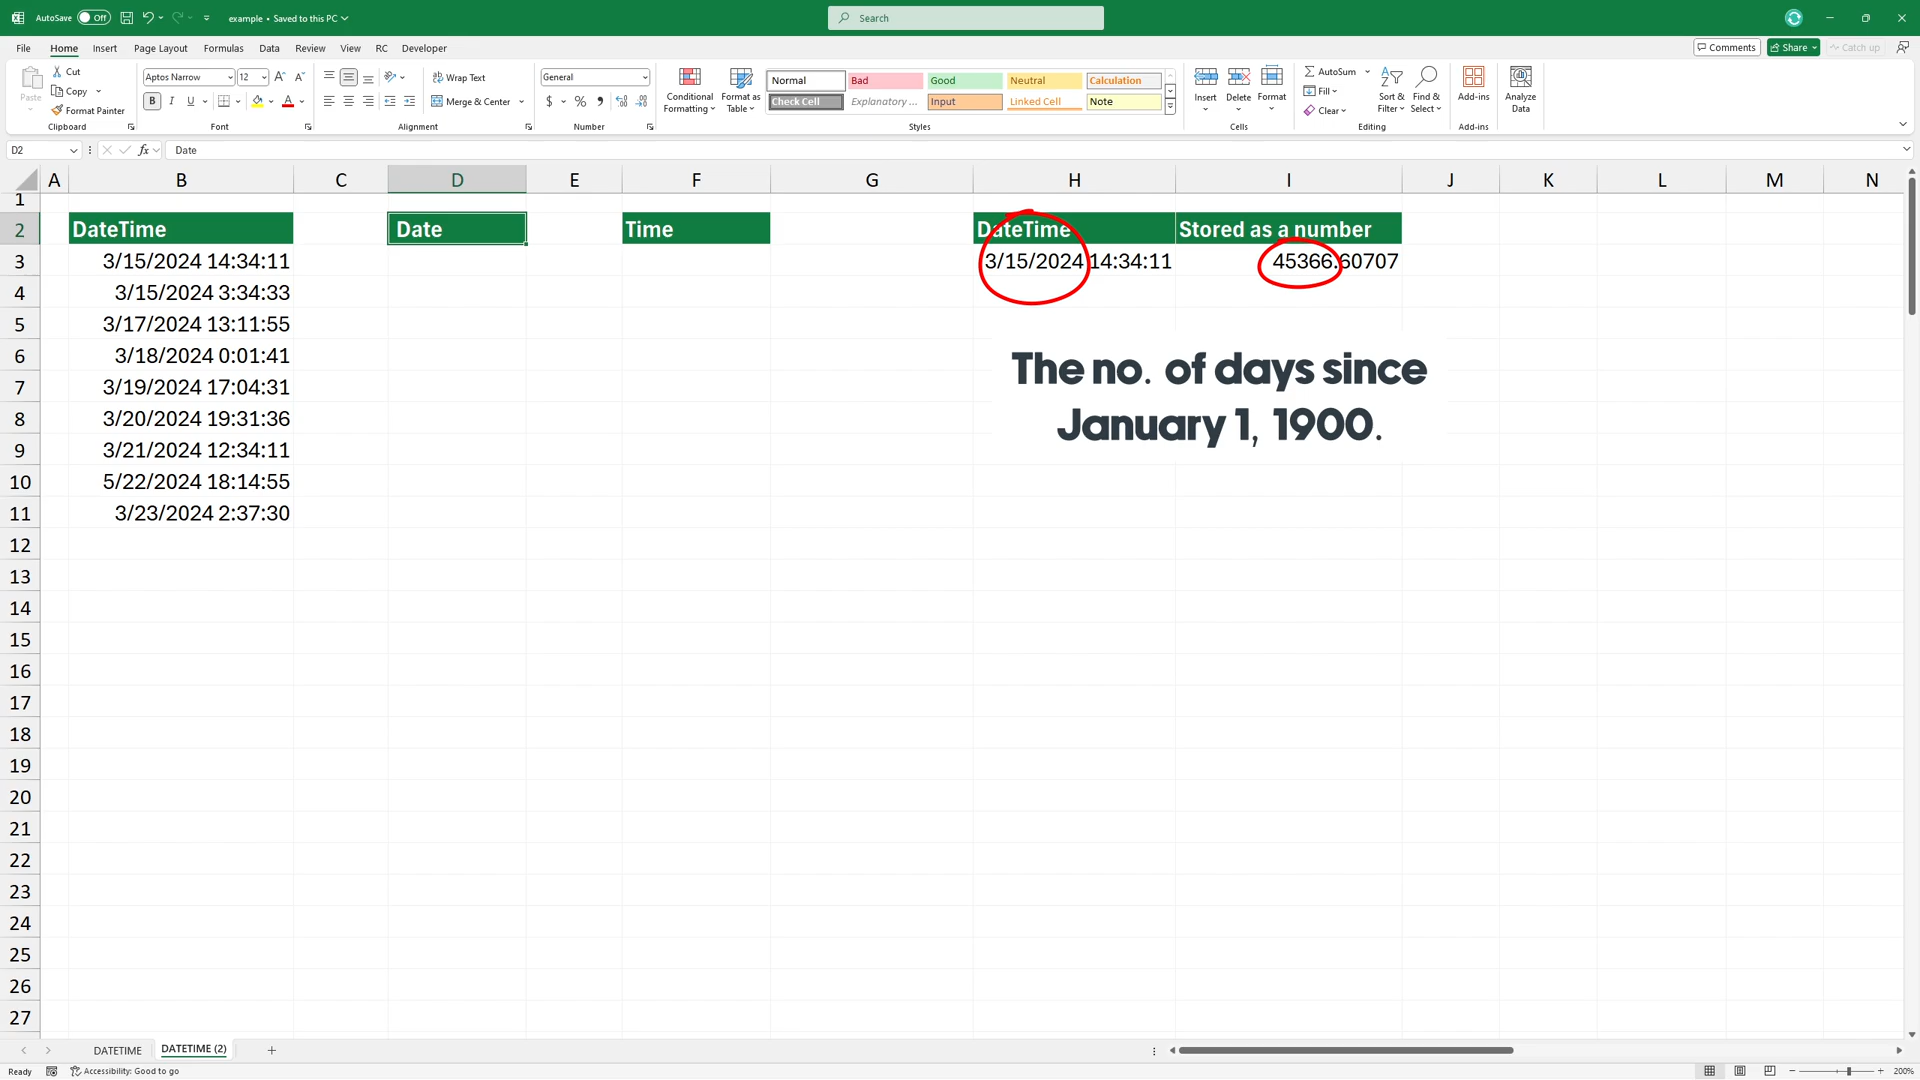 AutoSave Off example • Saved to this PC Search
File Home Insert Page Layout Formulas Data Review View RC Developer Comments Share Catch up
Paste Cut Copy Format Painter Clipboard
Aptos Narrow 12 A A B I U A Font
Wrap Text Merge & Center Alignment
General $ % Number
Conditional Formatting Format as Table
Normal Bad Good Neutral Calculation
Check Cell Explanatory ... Input Linked Cell Note
Styles
Insert Delete Format Cells
AutoSum Fill Clear Sort & Filter Find & Select Editing
Add-ins Add-ins
Analyze Data
D2 fx Date
A B C D E F G H I J K L M N
1
2 DateTime Date Time DateTime Stored as a number
3 3/15/2024 14:34:11 3/15/2024 14:34:11 45366.60707
4 3/15/2024 3:34:33
5 3/17/2024 13:11:55
6 3/18/2024 0:01:41
7 3/19/2024 17:04:31
8 3/20/2024 19:31:36
9 3/21/2024 12:34:11
10 5/22/2024 18:14:55
11 3/23/2024 2:37:30
The no. of days since
January 1, 1900.
12
13
14
15
16
17
18
19
20
21
22
23
24
25
26
27
DATETIME DATETIME (2)
Ready Accessibility: Good to go 200%